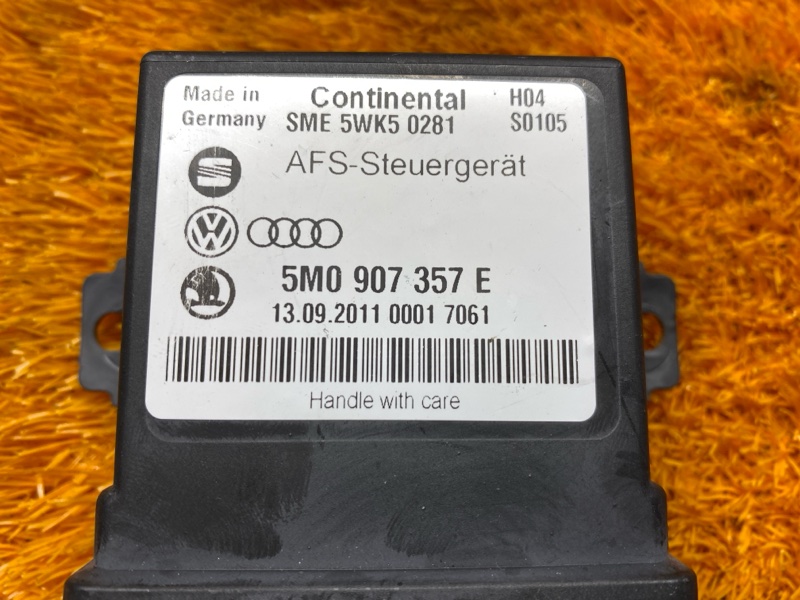 Made in Continental H04
Germany SME 5WK5 0281 S0105
AFS-Steuergerät
5M0 907 357 E
13.09.2011 0001 7061
Handle with care